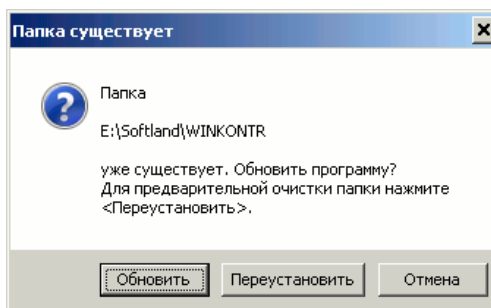 Папка существует
Папка
E:\Softland\WINKONTR
уже существует. Обновить программу?
Для предварительной очистки папки нажмите
<Переустановить>.
Обновить Переустановить Отмена